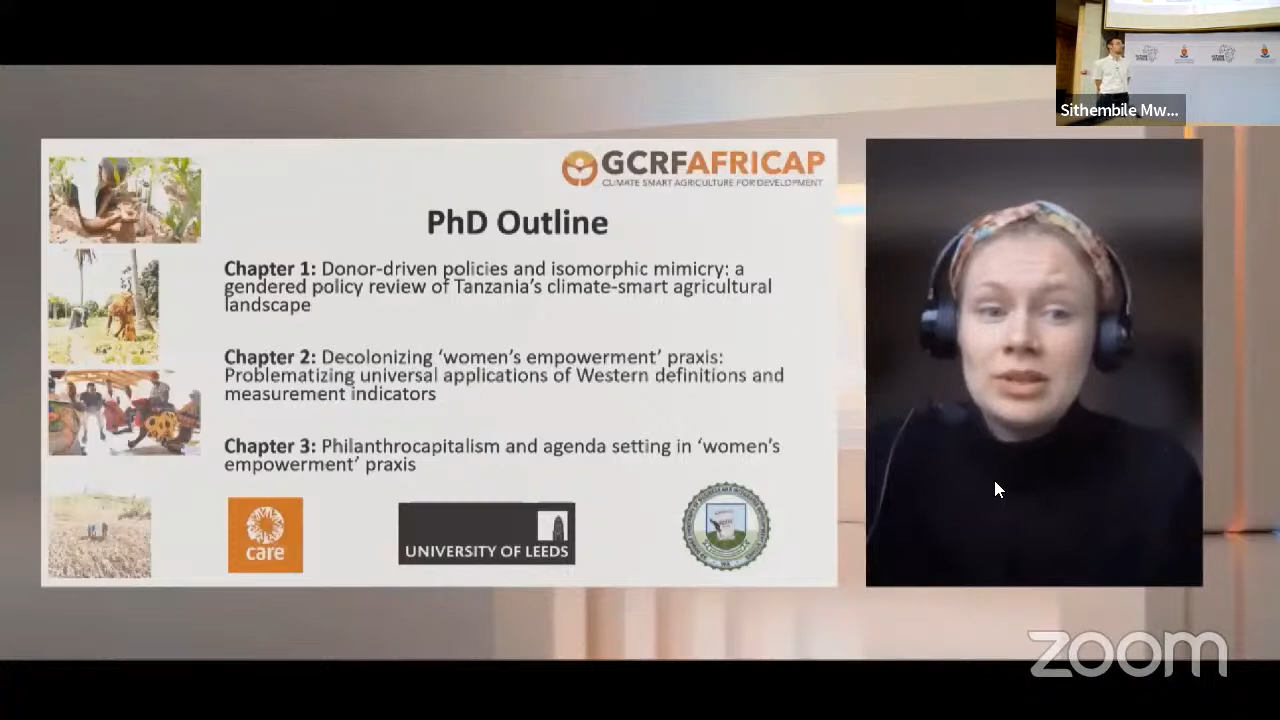 Sithembile Mw...
GCRFAFRICAP
CLIMATE SMART AGRICULTURE FOR DEVELOPMENT
PhD Outline
Chapter 1: Donor-driven policies and isomorphic mimicry: a
gendered policy review of Tanzania's climate-smart agricultural
landscape
Chapter 2: Decolonizing ‘women's empowerment’ praxis:
Problematizing universal applications of Western definitions and
measurement indicators
Chapter 3: Philanthrocapitalism and agenda setting in ‘women's
empowerment’ praxis
care
UNIVERSITY OF LEEDS
zoom